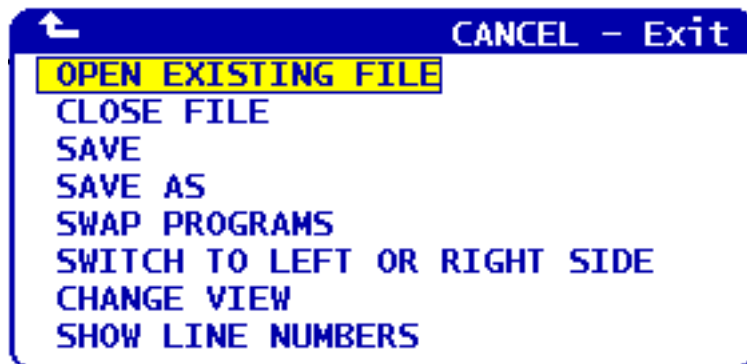 CANCEL - Exit
OPEN EXISTING FILE
CLOSE FILE
SAVE
SAVE AS
SWAP PROGRAMS
SWITCH TO LEFT OR RIGHT SIDE
CHANGE VIEW
SHOW LINE NUMBERS